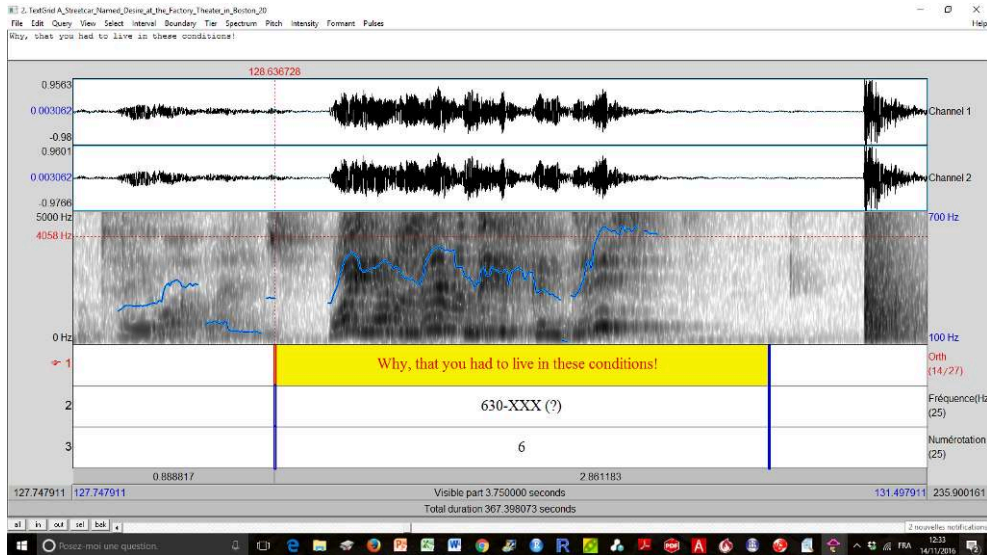 2. TextGrid A_Streetcar_Named_Desire_at_the_Factory_Theater_in_Boston_20
File Edit Query View Select Interval Boundary Tier Spectrum Pitch Intensity Formant Pulses Help
Why, that you had to live in these conditions!
128.636728
0.9563
0.003062 Channel 1
-0.98
0.9601
0.003062 Channel 2
-0.9766
5000 Hz 700 Hz
4058 Hz
0 Hz 100 Hz
1 Why, that you had to live in these conditions! Orth
(14/27)
2 630-XXX (?) Fréquence(Hz
(25)
3 6 Numérotation
(25)
0.888817 2.861183
127.747911 127.747911 Visible part 3.750000 seconds 131.497911 235.900161
Total duration 367.398073 seconds
all in out sel bak 2 nouvelles notifications
Posez-moi une question. FRA 12:33
14/11/2016